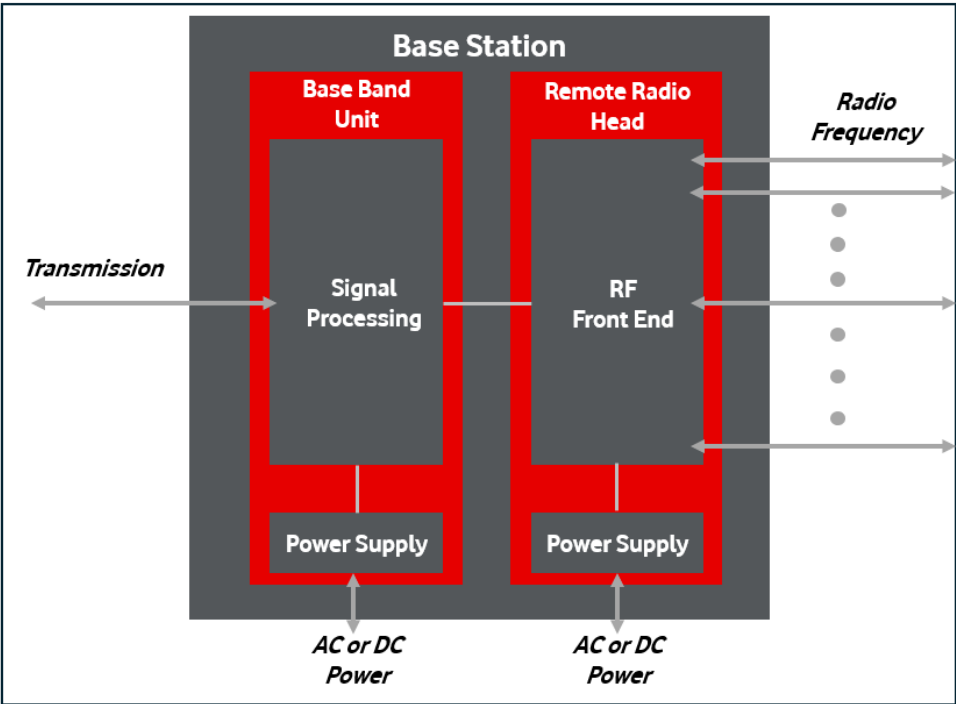 Base Station
Base Band
Unit
Remote Radio
Head
Radio
Frequency
Transmission
Signal
Processing
RF
Front End
Power Supply
Power Supply
AC or DC
Power
AC or DC
Power